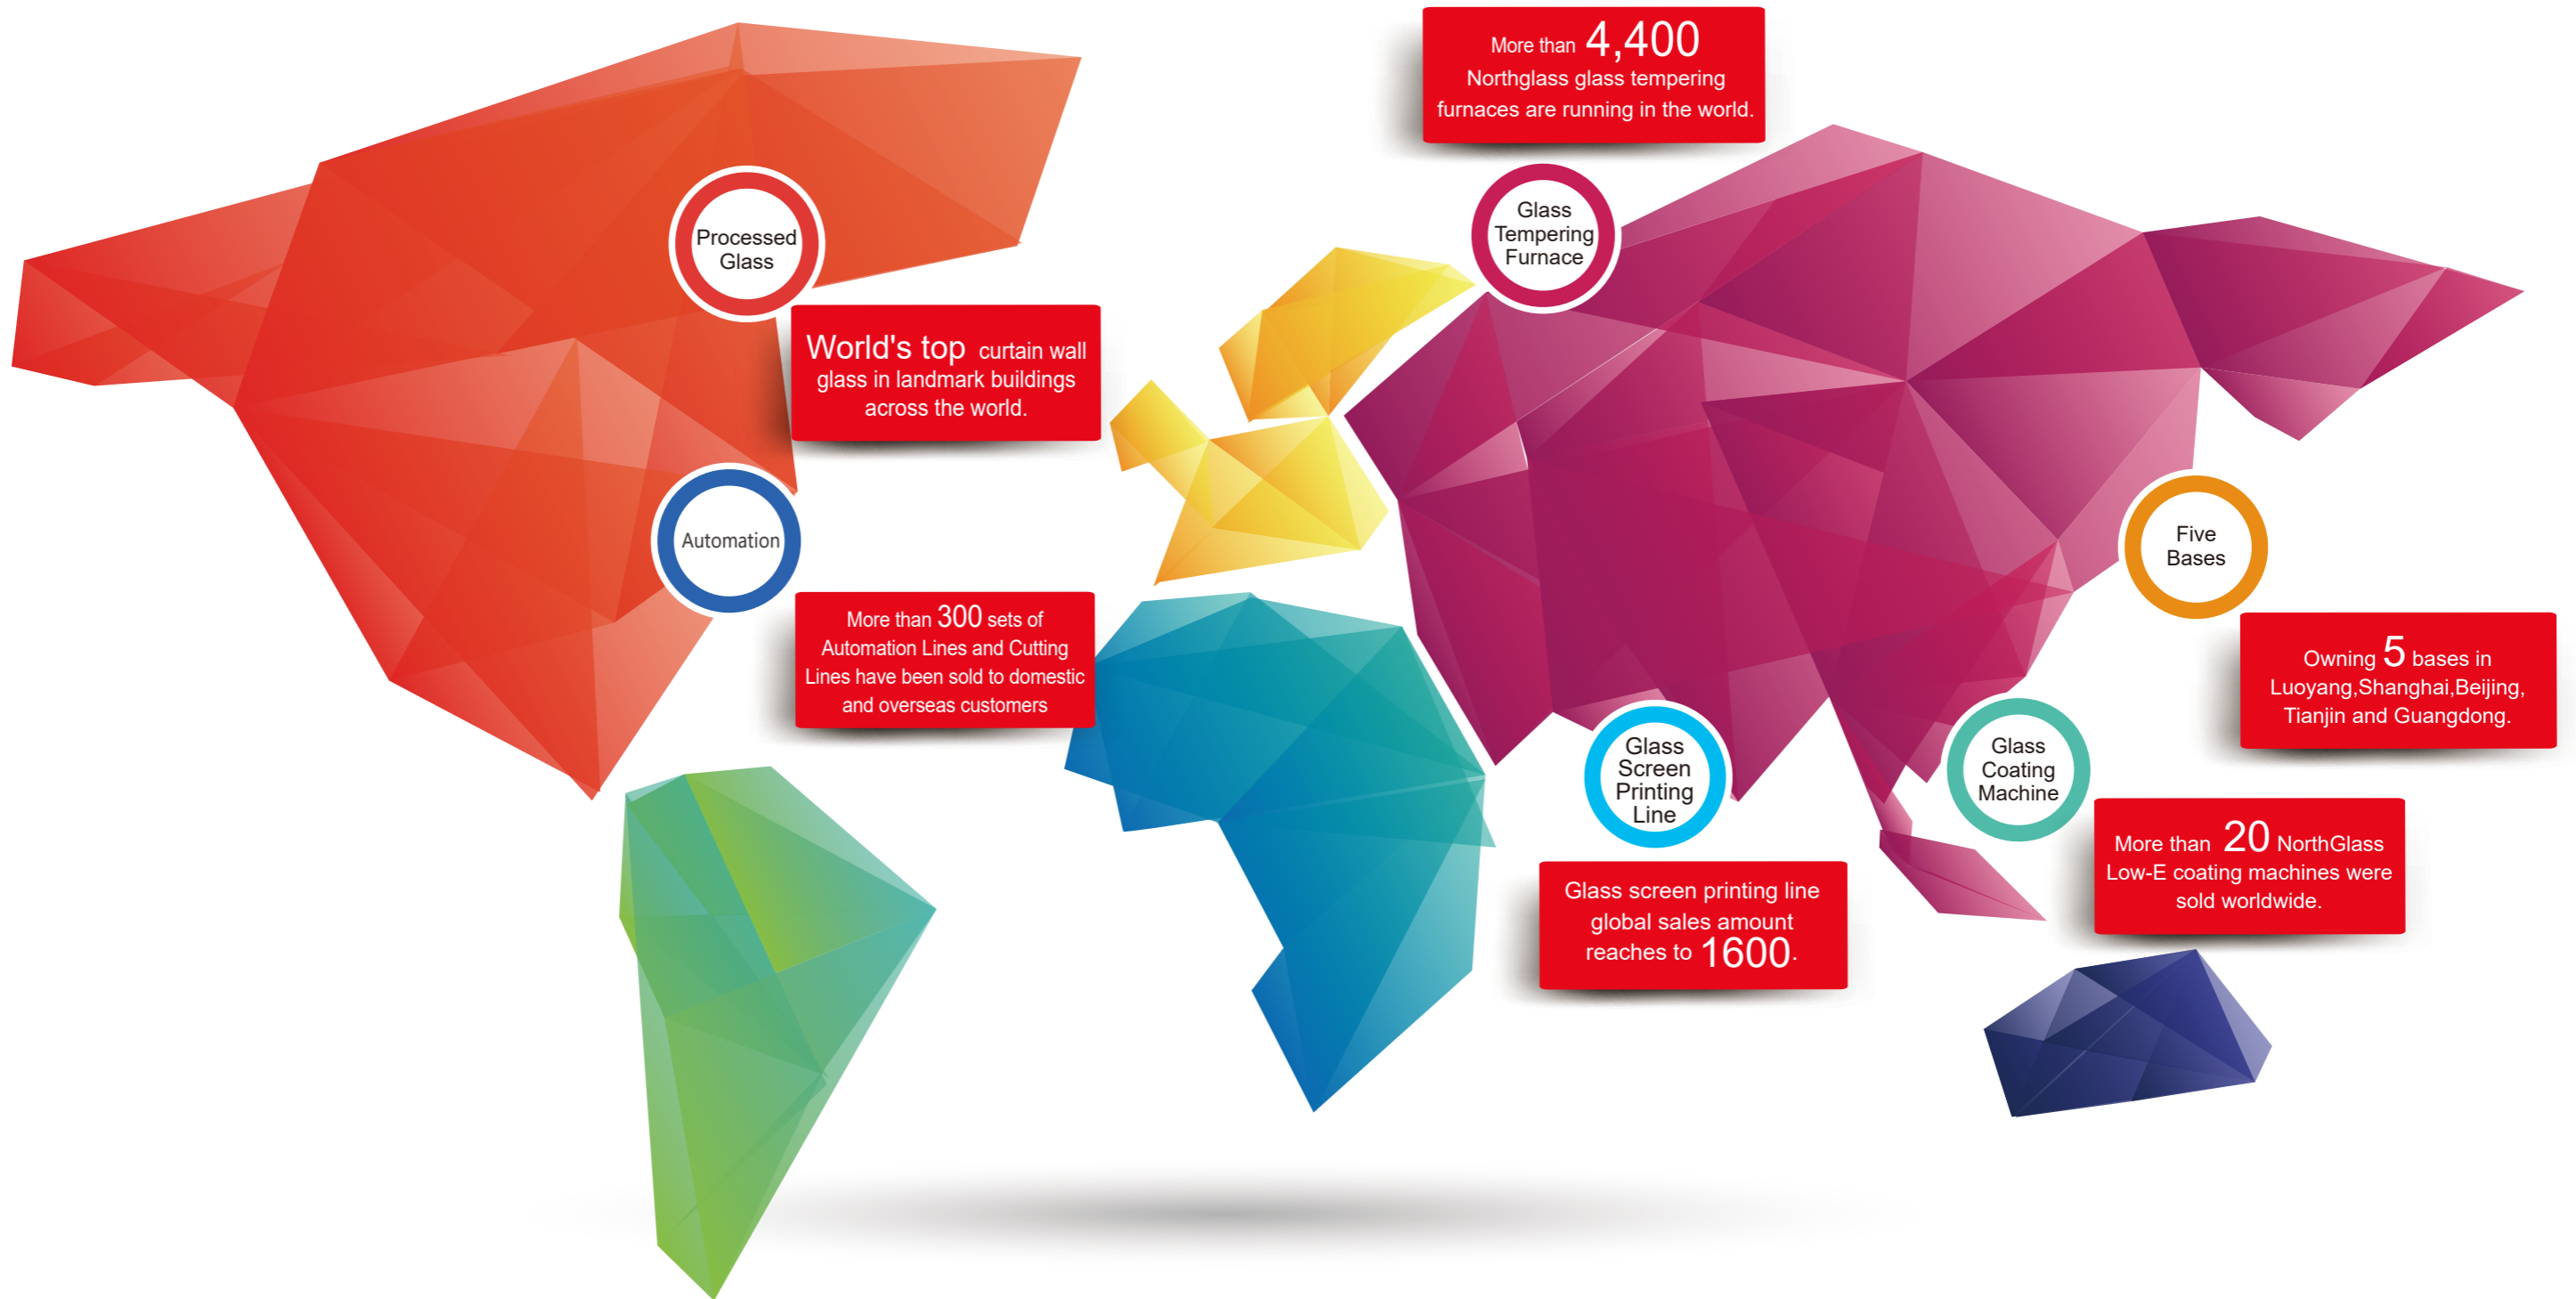 More than 4,400
Northglass glass tempering
furnaces are running in the world.
Glass
Tempering
Furnace
Processed
Glass
World's top curtain wall
glass in landmark buildings
across the world.
Automation
More than 300 sets of
Automation Lines and Cutting
Lines have been sold to domestic
and overseas customers
Five
Bases
Owning 5 bases in
Luoyang,Shanghai,Beijing,
Tianjin and Guangdong.
Glass
Screen
Printing
Line
Glass screen printing line
global sales amount
reaches to 1600.
Glass
Coating
Machine
More than 20 NorthGlass
Low-E coating machines were
sold worldwide.